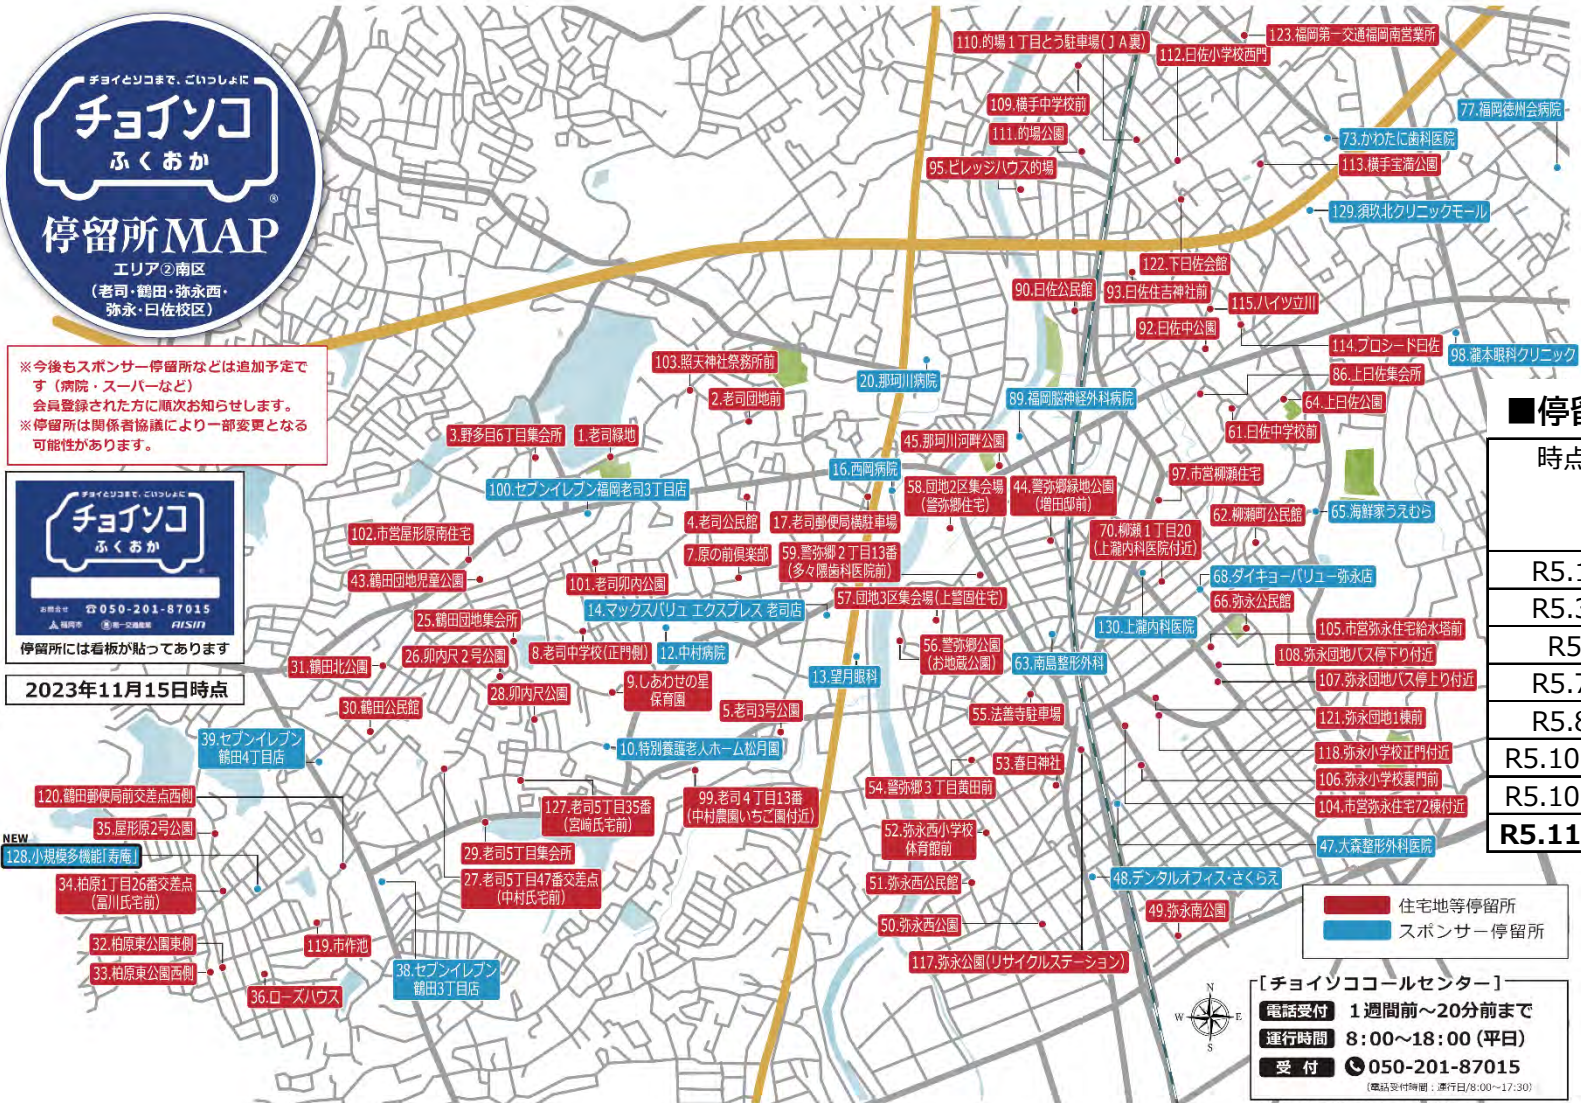 チョイとソコまで、ごいっしょに
チョイソコ
ふくおか
停留所MAP
エリア②南区
(老司・鶴田・弥永西・
弥永・日佐校区)
※今後もスポンサー停留所などは追加予定で
す(病院・スーパーなど)
会員登録された方に順次お知らせします。
※停留所は関係者協議により一部変更となる
可能性があります。
チョイとソコまで、ごいっしょに
チョイソコ
ふくおか
お問合せ ☎050-201-87015
福岡市 第一交通産業 AISIN
停留所には看板が貼ってあります
2023年11月15日時点
110.的場1丁目とう駐車場(JA裏)
123.福岡第一交通福岡南営業所
112.日佐小学校西門
109.横手中学校前
77.福岡徳州会病院
111.的場公園
73.かわたに歯科医院
95.ビレッジハウス的場
113.横手宝満公園
129.須玖北クリニックモール
122.下日佐会館
90.日佐公民館
93.日佐住吉神社前
115.ハイツ立川
92.日佐中公園
114.プロシード日佐
98.瀧本眼科クリニック
103.照天神社祭務所前
20.那珂川病院
86.上日佐集会所
2.老司団地前
89.福岡脳神経外科病院
64.上日佐公園
3.野多目6丁目集会所
1.老司緑地
45.那珂川河畔公園
61.日佐中学校前
16.西岡病院
97.市営柳瀬住宅
100.セブンイレブン福岡老司3丁目店
58.団地2区集会場
(警弥郷住宅)
44.警弥郷緑地公園
(増田邸前)
62.柳瀬町公民館
65.海鮮家うえむら
102.市営屋形原南住宅
4.老司公民館
17.老司郵便局横駐車場
70.柳瀬1丁目20
(上瀧内科医院付近)
7.原の前倶楽部
59.警弥郷2丁目13番
(多々隈歯科医院前)
43.鶴田団地児童公園
101.老司卯内公園
68.ダイキョーバリュー弥永店
57.団地3区集会場(上警固住宅)
66.弥永公民館
14.マックスバリュ エクスプレス 老司店
25.鶴田団地集会所
130.上瀧内科医院
105.市営弥永住宅給水塔前
26.卯内尺2号公園
8.老司中学校(正門側)
12.中村病院
56.警弥郷公園
(お地蔵公園)
63.南島整形外科
108.弥永団地バス停下り付近
31.鶴田北公園
13.望月眼科
107.弥永団地バス停上り付近
28.卯内尺公園
9.しあわせの星
保育園
30.鶴田公民館
5.老司3号公園
55.法善寺駐車場
121.弥永団地1棟前
39.セブンイレブン
鶴田4丁目店
10.特別養護老人ホーム松月園
118.弥永小学校正門付近
53.春日神社
106.弥永小学校裏門前
54.警弥郷3丁目黄田前
120.鶴田郵便局前交差点西側
127.老司5丁目35番
(宮崎氏宅前)
99.老司4丁目13番
(中村農園いちご園付近)
104.市営弥永住宅72棟付近
35.屋形原2号公園
52.弥永西小学校
体育館前
47.大森整形外科医院
NEW
128.小規模多機能「寿庵」
29.老司5丁目集会所
34.柏原1丁目26番交差点
(富川氏宅前)
27.老司5丁目47番交差点
(中村氏宅前)
51.弥永西公民館
48.デンタルオフィス・さくらえ
50.弥永西公園
49.弥永南公園
32.柏原東公園東側
119.市作池
33.柏原東公園西側
38.セブンイレブン
鶴田3丁目店
117.弥永公園(リサイクルステーション)
36.ローズハウス
■停留
時点
R5.1
R5.3
R5
R5.7
R5.8
R5.10
R5.10
R5.11
住宅地等停留所
スポンサー停留所
N
W E
S
[チョイソココールセンター]
電話受付 1週間前～20分前まで
運行時間 8:00～18:00(平日)
受付 050-201-87015
(電話受付時間:運行日/8:00～17:30)